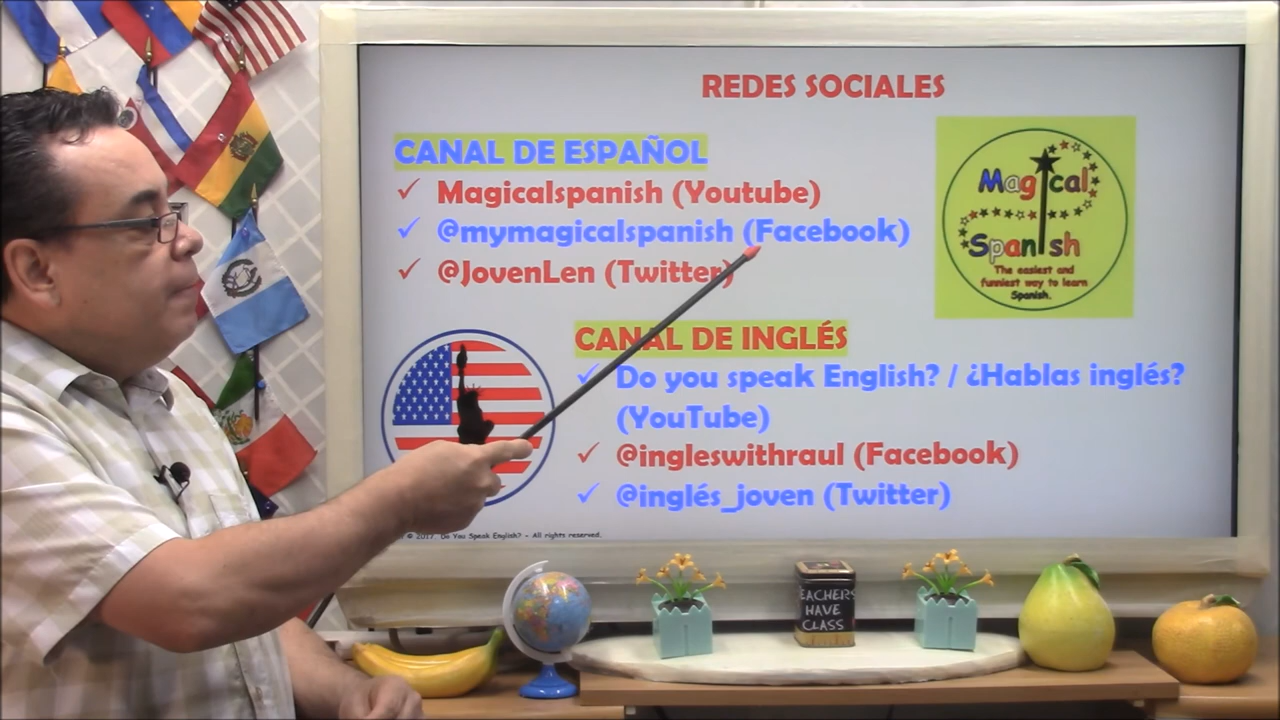 REDES SOCIALES
CANAL DE ESPAÑOL
✓ Magicalspanish (Youtube)
✓ @mymagicalspanish (Facebook)
✓ @JovenLen (Twitter)
Magical
Spanish
The easiest and
funniest way to learn
Spanish.
CANAL DE INGLÉS
✓ Do you speak English? / ¿Hablas inglés?
(YouTube)
✓ @ingleswithraul (Facebook)
✓ @inglés_joven (Twitter)
© 2017. Do You Speak English? - All rights reserved.
EACHERS
HAVE
CLASS